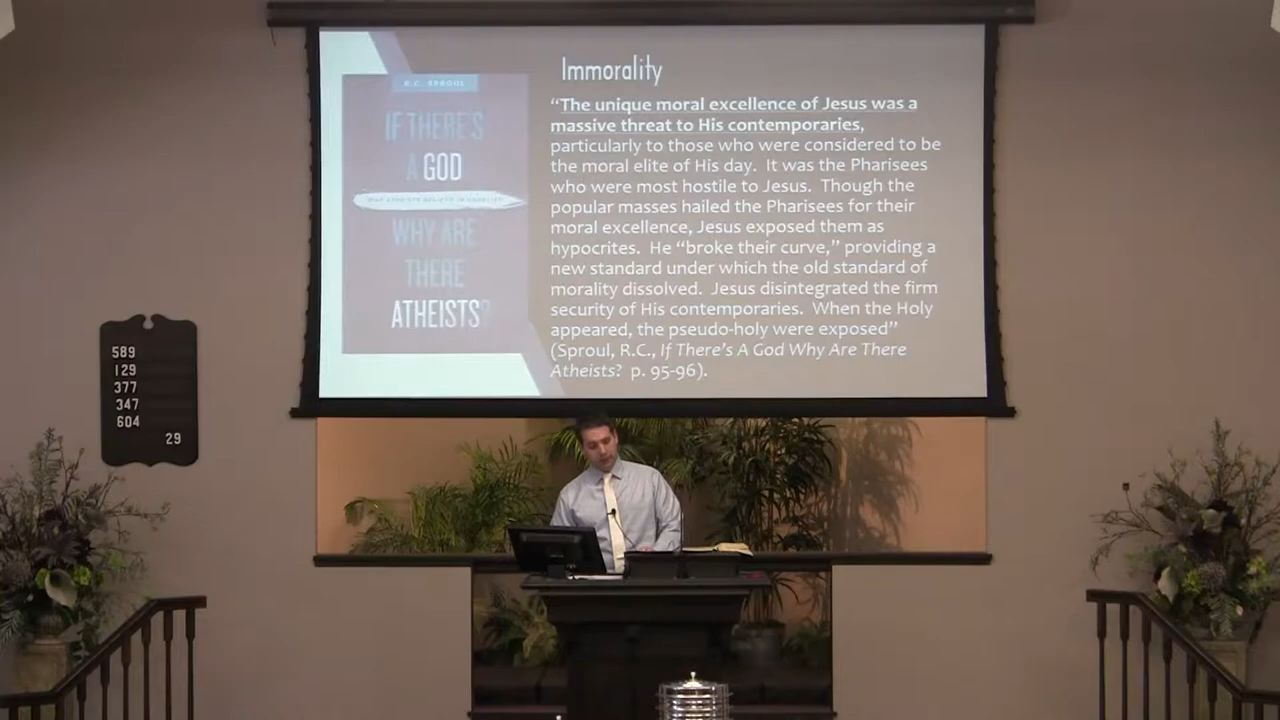 Immorality
“The unique moral excellence of Jesus was a
massive threat to His contemporaries,
particularly to those who were considered to be
the moral elite of His day. It was the Pharisees
who were most hostile to Jesus. Though the
popular masses hailed the Pharisees for their
moral excellence, Jesus exposed them as
hypocrites. He “broke their curve,” providing a
new standard under which the old standard of
morality dissolved. Jesus disintegrated the firm
security of His contemporaries. When the Holy
appeared, the pseudo-holy were exposed”
(Sproul, R.C., If There’s A God Why Are There
Atheists? p. 95-96).
R.C. SPROUL
IF THERE’S
A GOD
WHY ARE
THERE
ATHEISTS?
589
129
377
347
604
29